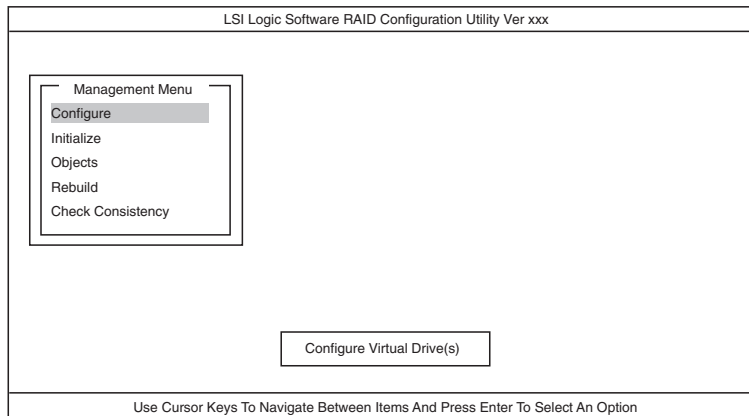 LSI Logic Software RAID Configuration Utility Ver xxx
Management Menu
Configure
Initialize
Objects
Rebuild
Check Consistency
Configure Virtual Drive(s)
Use Cursor Keys To Navigate Between Items And Press Enter To Select An Option